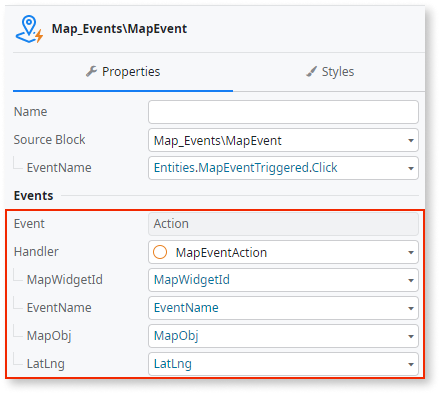 Map_Events\MapEvent
Properties Styles
Name
Source Block Map_Events\MapEvent
EventName Entities.MapEventTriggered.Click
Events
Event Action
Handler MapEventAction
MapWidgetId MapWidgetId
EventName EventName
MapObj MapObj
LatLng LatLng